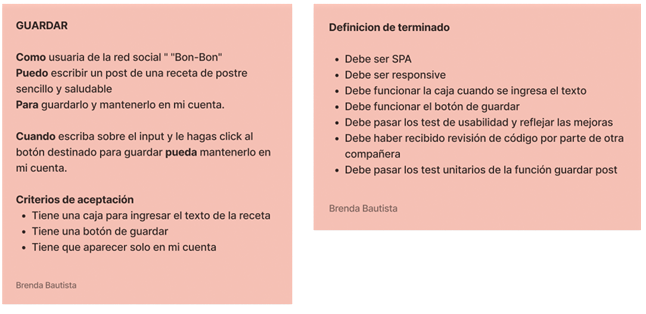 GUARDAR
Como usuaria de la red social " "Bon-Bon"
Puedo escribir un post de una receta de postre
sencillo y saludable
Para guardarlo y mantenerlo en mi cuenta.
Cuando escriba sobre el input y le hagas click al
botón destinado para guardar pueda mantenerlo en
mi cuenta.
Criterios de aceptación
• Tiene una caja para ingresar el texto de la receta
• Tiene una botón de guardar
• Tiene que aparecer solo en mi cuenta
Brenda Bautista
Definicion de terminado
• Debe ser SPA
• Debe ser responsive
• Debe funcionar la caja cuando se ingresa el texto
• Debe funcionar el botón de guardar
• Debe pasar los test de usabilidad y reflejar las mejoras
• Debe haber recibido revisión de código por parte de otra
compañera
• Debe pasar los test unitarios de la función guardar post
Brenda Bautista